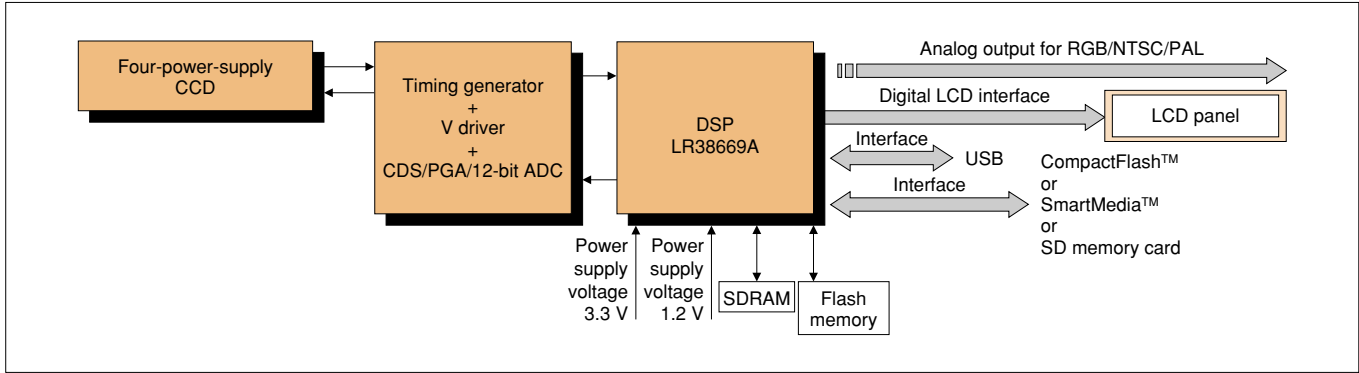 Four-power-supply
CCD
Timing generator
+
V driver
+
CDS/PGA/12-bit ADC
DSP
LR38669A
Analog output for RGB/NTSC/PAL
Digital LCD interface
LCD panel
Interface
USB
Interface
CompactFlash™
or
SmartMedia™
or
SD memory card
Power
supply
voltage
3.3 V
Power
supply
voltage
1.2 V
SDRAM
Flash
memory